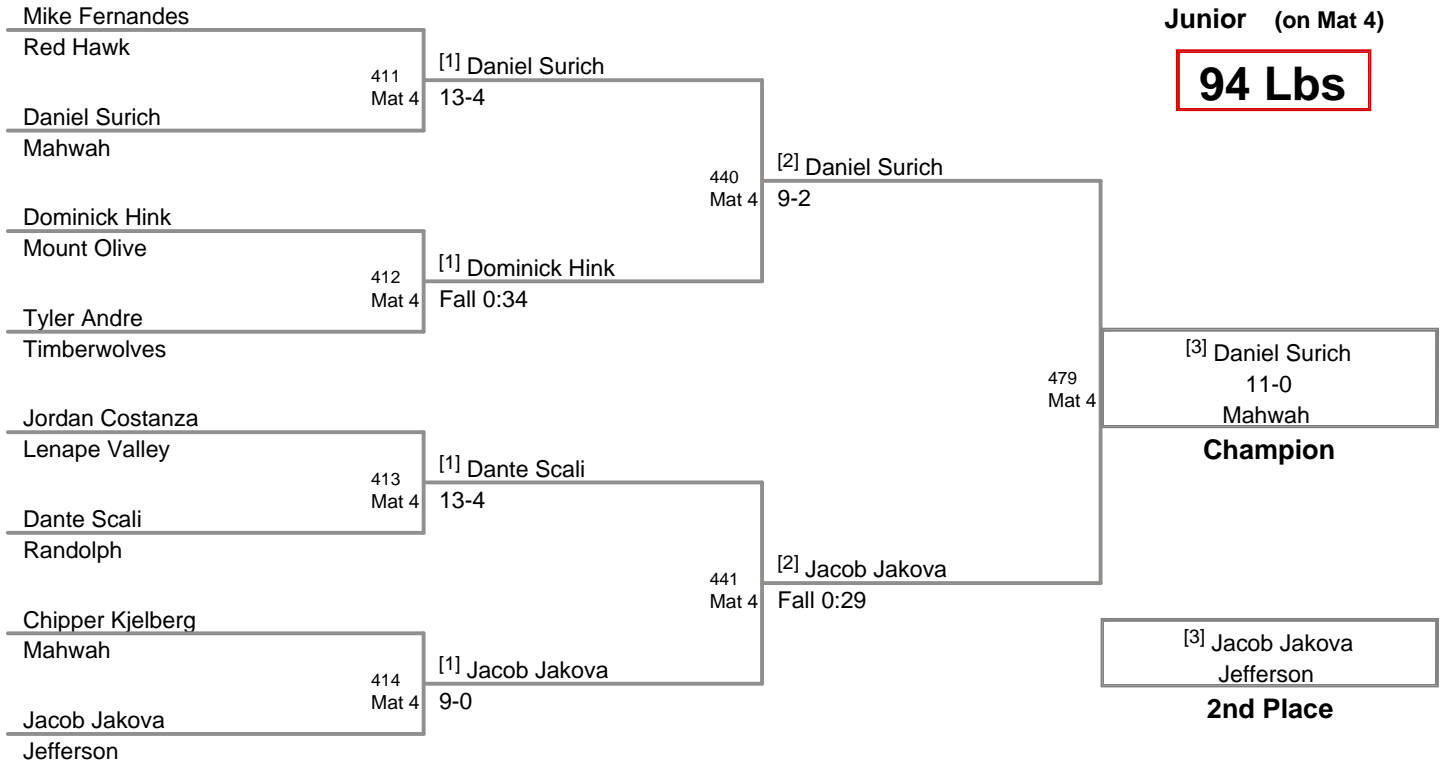 Mike Fernandes
Red Hawk
411
Mat 4
[1] Daniel Surich
13-4
Daniel Surich
Mahwah
440
Mat 4
[2] Daniel Surich
9-2
Dominick Hink
Mount Olive
412
Mat 4
[1] Dominick Hink
Fall 0:34
Tyler Andre
Timberwolves
479
Mat 4
Jordan Costanza
Lenape Valley
413
Mat 4
[1] Dante Scali
13-4
Dante Scali
Randolph
441
Mat 4
[2] Jacob Jakova
Fall 0:29
Chipper Kjelberg
Mahwah
414
Mat 4
[1] Jacob Jakova
9-0
Jacob Jakova
Jefferson
Junior (on Mat 4)
94 Lbs
[3] Daniel Surich
11-0
Mahwah
Champion
[3] Jacob Jakova
Jefferson
2nd Place